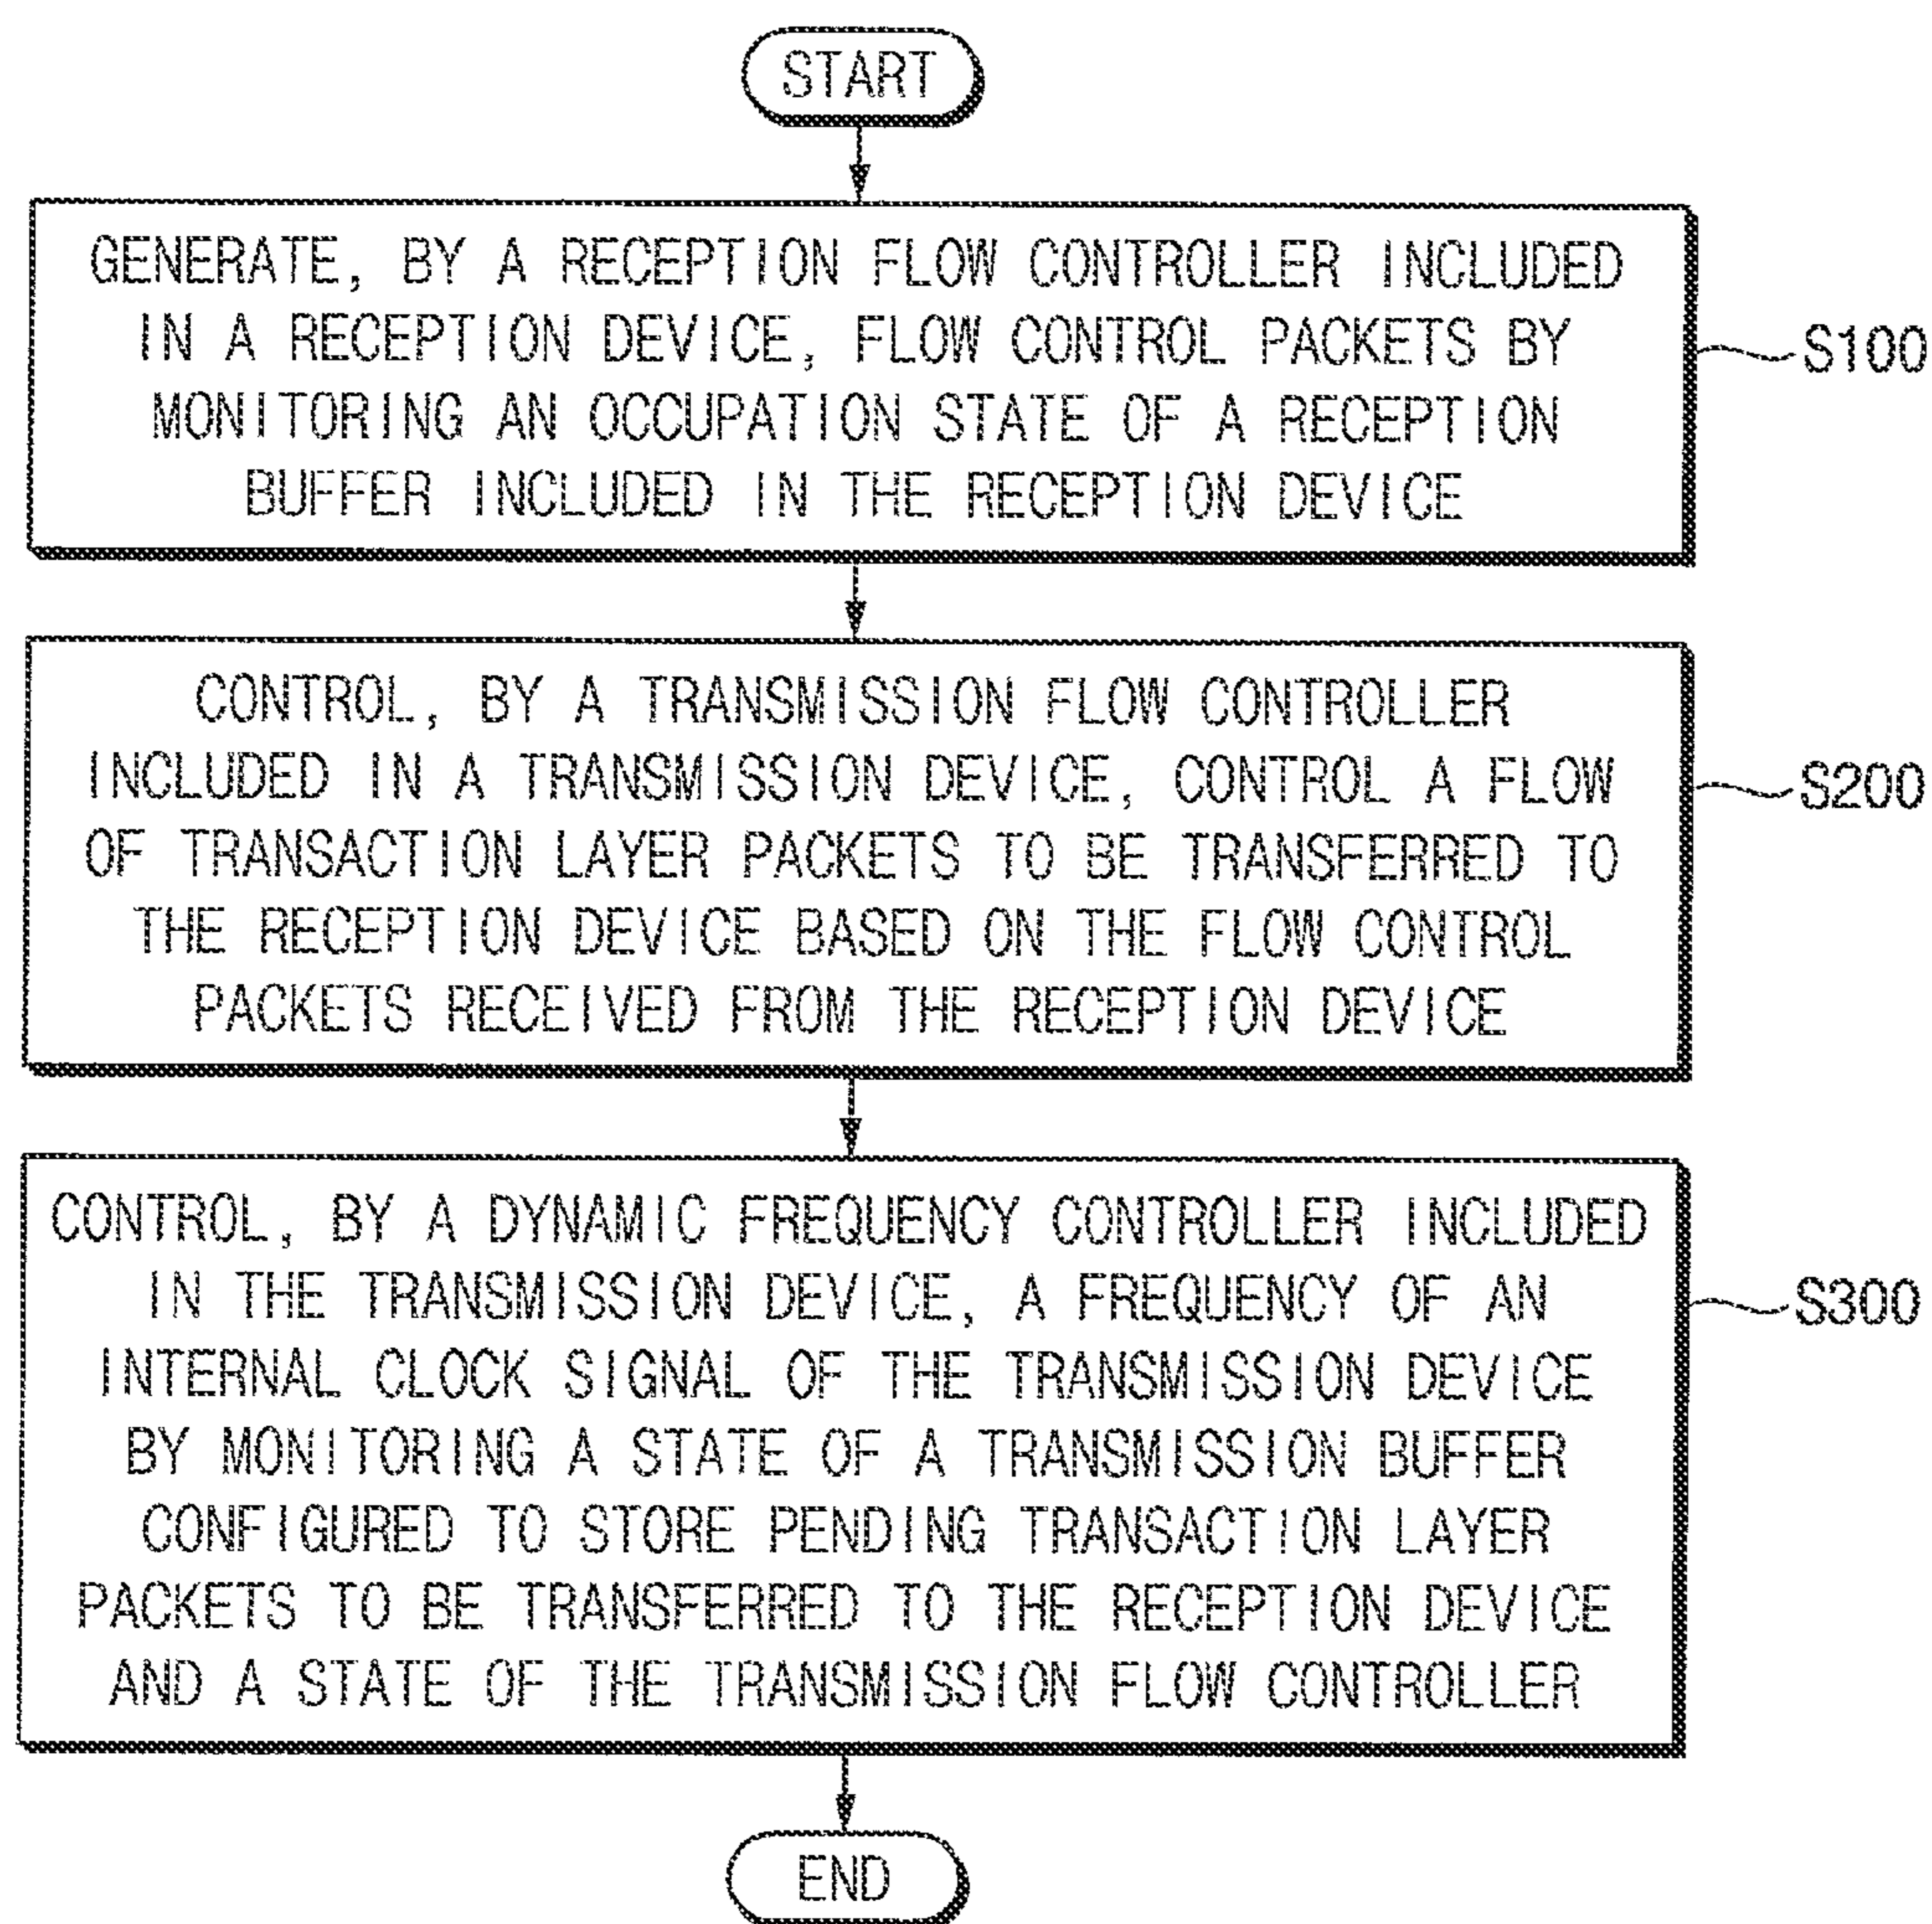 START
GENERATE, BY A RECEPTION FLOW CONTROLLER INCLUDED
IN A RECEPTION DEVICE, FLOW CONTROL PACKETS BY
MONITORING AN OCCUPATION STATE OF A RECEPTION
BUFFER INCLUDED IN THE RECEPTION DEVICE
S100
CONTROL, BY A TRANSMISSION FLOW CONTROLLER
INCLUDED IN A TRANSMISSION DEVICE, CONTROL A FLOW
OF TRANSACTION LAYER PACKETS TO BE TRANSFERRED TO
THE RECEPTION DEVICE BASED ON THE FLOW CONTROL
PACKETS RECEIVED FROM THE RECEPTION DEVICE
S200
CONTROL, BY A DYNAMIC FREQUENCY CONTROLLER INCLUDED
IN THE TRANSMISSION DEVICE, A FREQUENCY OF AN
INTERNAL CLOCK SIGNAL OF THE TRANSMISSION DEVICE
BY MONITORING A STATE OF A TRANSMISSION BUFFER
CONFIGURED TO STORE PENDING TRANSACTION LAYER
PACKETS TO BE TRANSFERRED TO THE RECEPTION DEVICE
AND A STATE OF THE TRANSMISSION FLOW CONTROLLER
S300
END